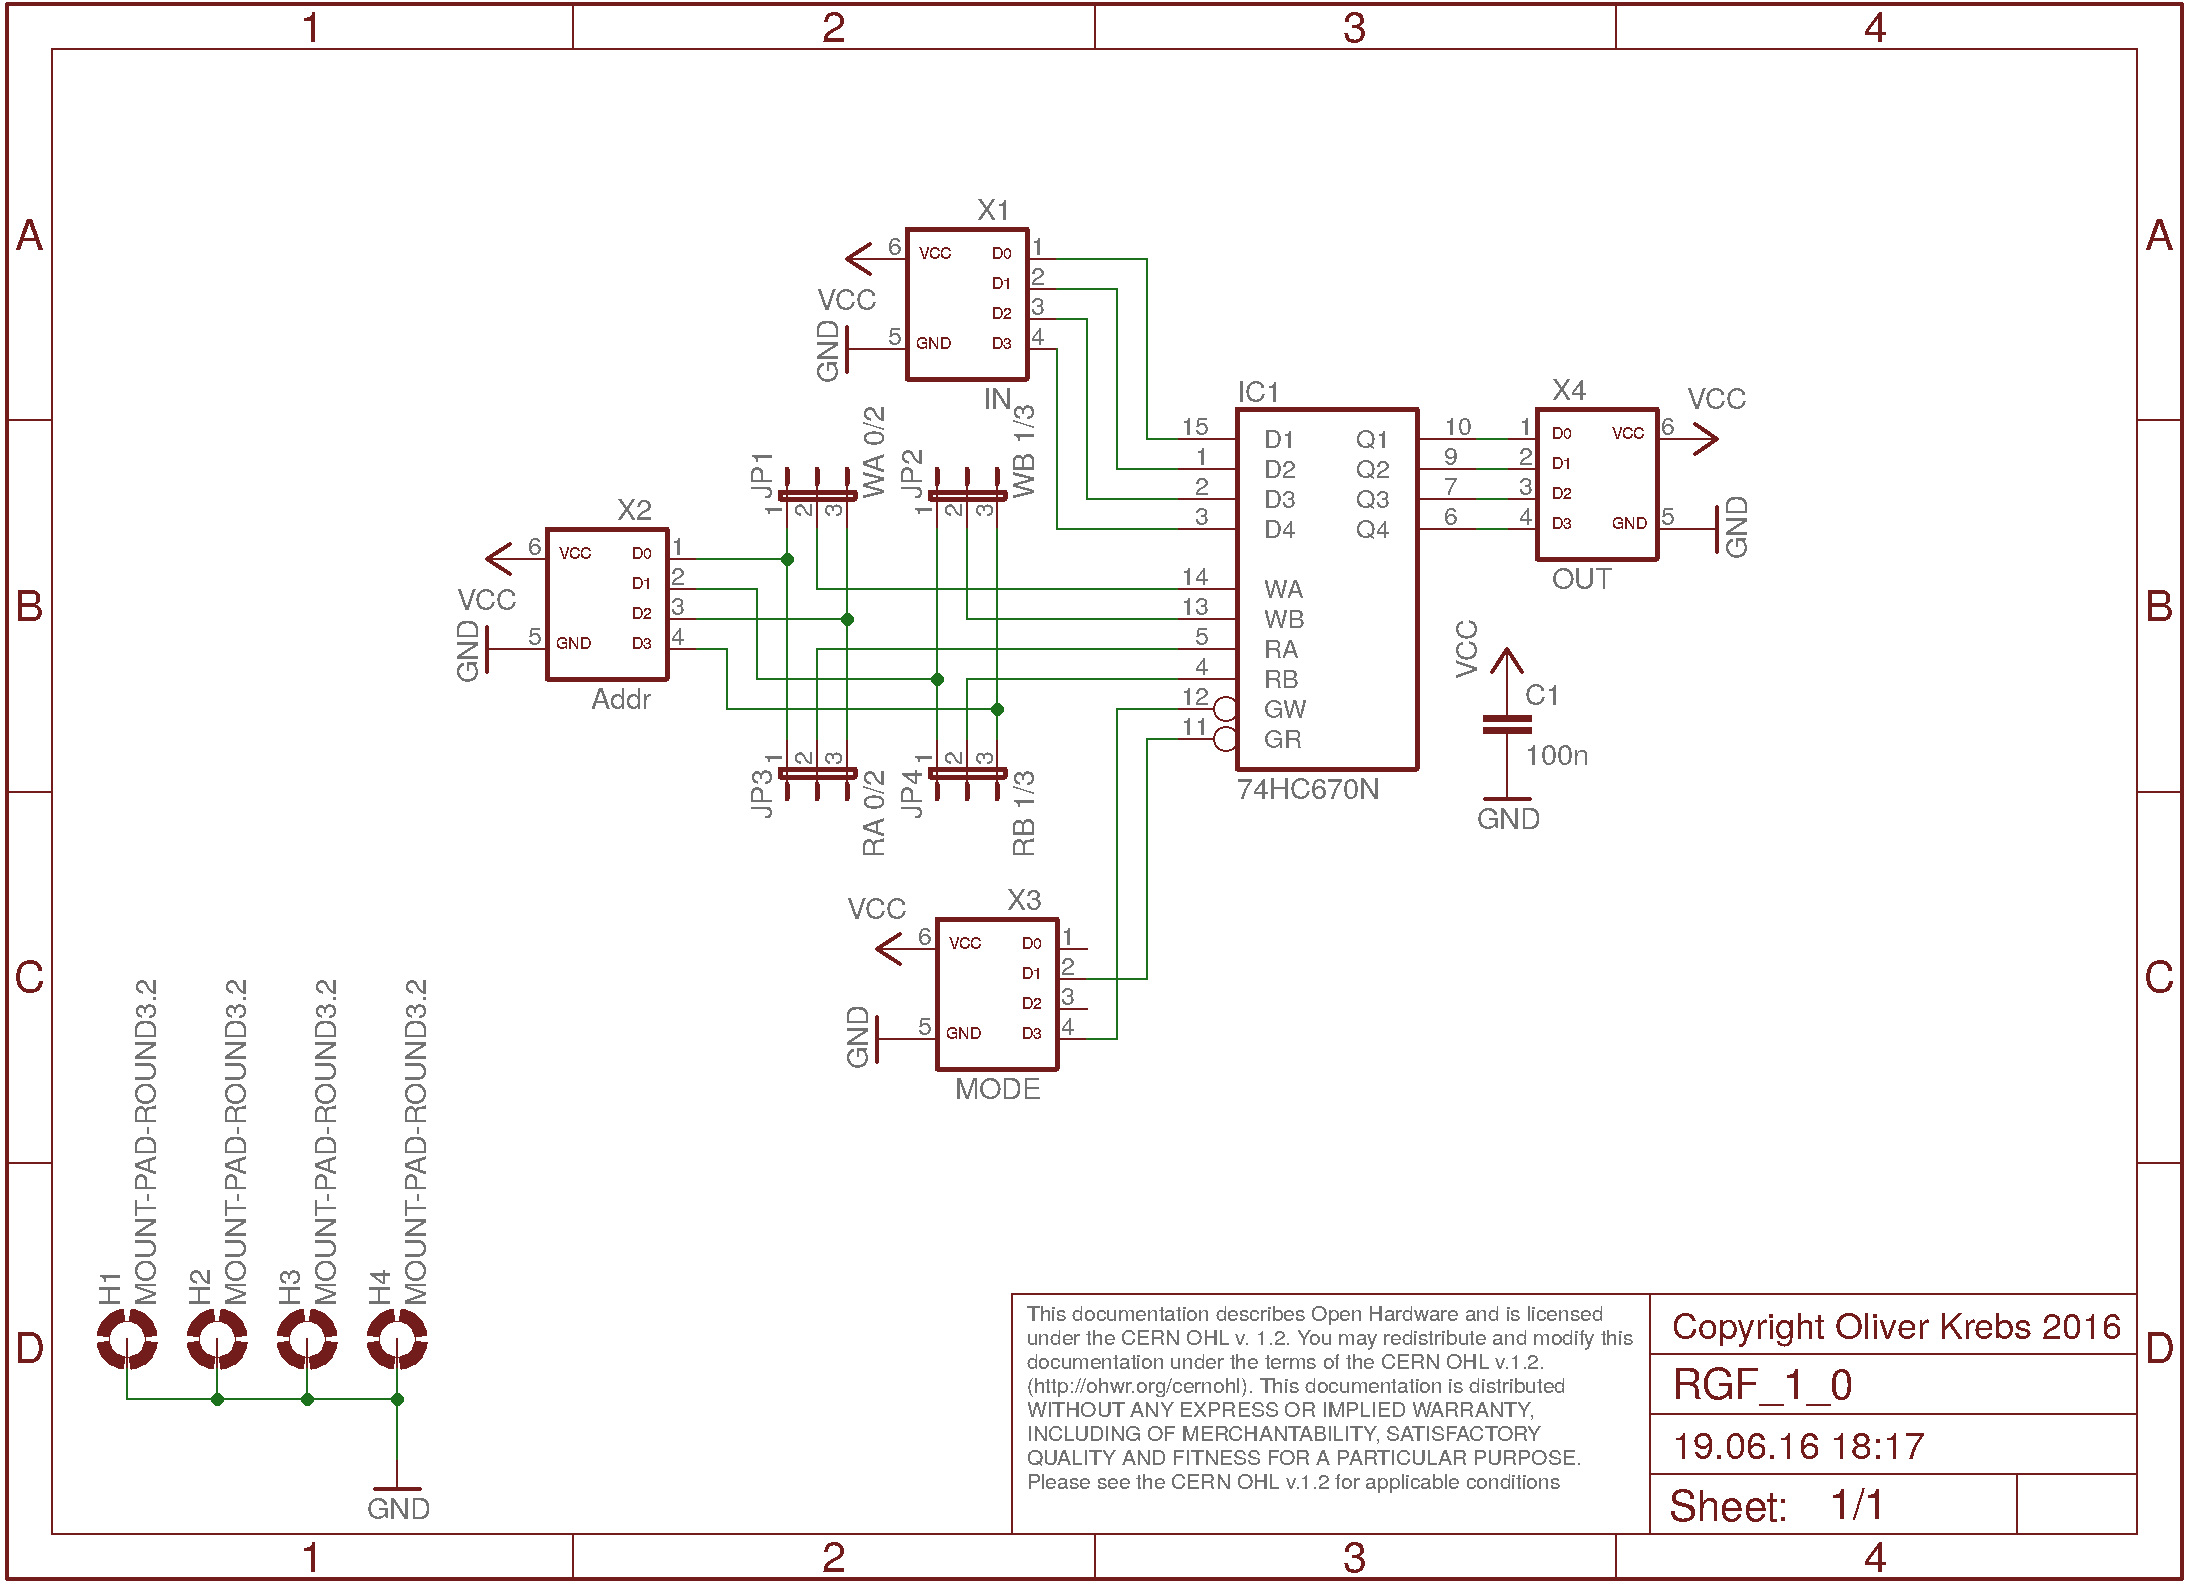 1 2 3 4
A A
B B
C C
D D
X1
6 VCC D0 1
D1 2
VCC D2 3
GND 5 GND D3 4
IN
JP1 WA 0/2
1 2 3
JP2 WB 1/3
1 2 3
X2
6 VCC D0 1
D1 2
VCC D2 3
GND 5 GND D3 4
Addr
JP3 RA 0/2
1 2 3
JP4 RB 1/3
1 2 3
IC1
15 D1 Q1 10
1 D2 Q2 9
2 D3 Q3 7
3 D4 Q4 6
14 WA
13 WB
5 RA
4 RB
12 GW
11 GR
74HC670N
X4 VCC
1 D0 VCC 6
2 D1
3 D2
4 D3 GND 5 GND
OUT
VCC
C1
100n
GND
X3
VCC
6 VCC D0 1
D1 2
D2 3
GND 5 GND D3 4
MODE
H1 MOUNT-PAD-ROUND3.2
H2 MOUNT-PAD-ROUND3.2
H3 MOUNT-PAD-ROUND3.2
H4 MOUNT-PAD-ROUND3.2
GND
This documentation describes Open Hardware and is licensed
under the CERN OHL v. 1.2. You may redistribute and modify this
documentation under the terms of the CERN OHL v.1.2.
(http://ohwr.org/cernohl). This documentation is distributed
WITHOUT ANY EXPRESS OR IMPLIED WARRANTY,
INCLUDING OF MERCHANTABILITY, SATISFACTORY
QUALITY AND FITNESS FOR A PARTICULAR PURPOSE.
Please see the CERN OHL v.1.2 for applicable conditions
Copyright Oliver Krebs 2016
RGF_1_0
19.06.16 18:17
Sheet: 1/1
1 2 3 4